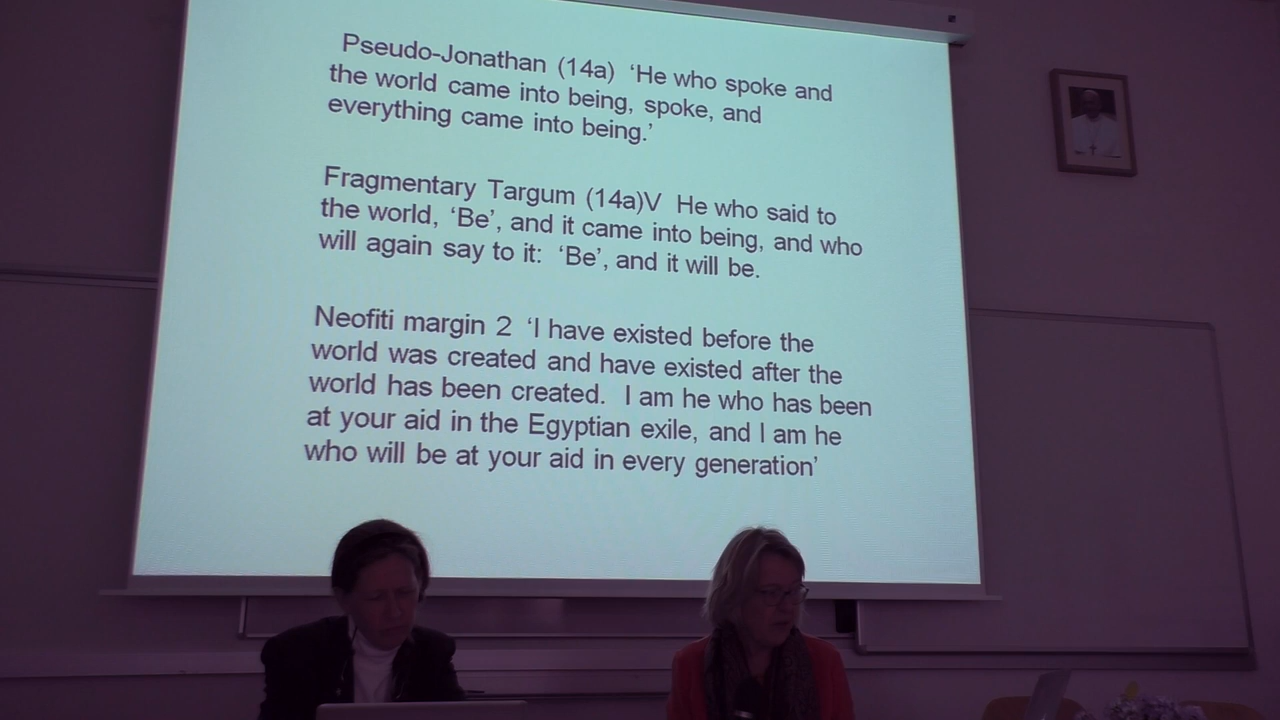 Pseudo-Jonathan (14a) ‘He who spoke and
the world came into being, spoke, and
everything came into being.’
Fragmentary Targum (14a)V He who said to
the world, ‘Be’, and it came into being, and who
will again say to it: ‘Be’, and it will be.
Neofiti margin 2 ‘I have existed before the
world was created and have existed after the
world has been created. I am he who has been
at your aid in the Egyptian exile, and I am he
who will be at your aid in every generation’